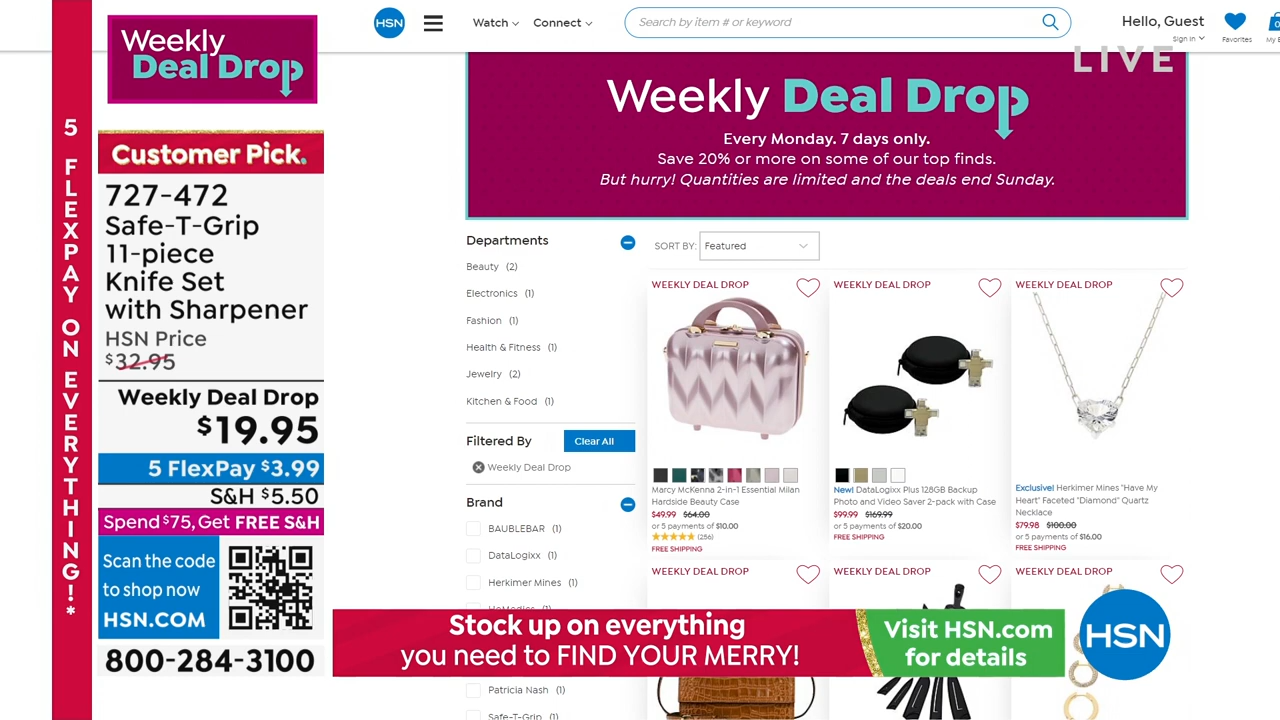 5 FLEXPAY ON EVERYTHING!*
Weekly
Deal Drop
Customer Pick.
727-472
Safe-T-Grip
11-piece
Knife Set
with Sharpener
HSN Price
$32.95
Weekly Deal Drop
$19.95
5 FlexPay $3.99
S&H $5.50
Spend $75, Get FREE S&H
Scan the code
to shop now
HSN.COM
800-284-3100
HSN
Watch
Connect
Search by item # or keyword
Hello, Guest
Sign In
Favorites
0
LIVE
Weekly Deal Drop
Every Monday. 7 days only.
Save 20% or more on some of our top finds.
But hurry! Quantities are limited and the deals end Sunday.
Departments
Beauty (2)
Electronics (1)
Fashion (1)
Health & Fitness (1)
Jewelry (2)
Kitchen & Food (1)
Filtered By
Clear All
Weekly Deal Drop
Brand
BAUBLEBAR (1)
DataLogixx (1)
Herkimer Mines (1)
HoMedics (1)
Patricia Nash (1)
Safe-T-Grip (1)
SORT BY:
Featured
WEEKLY DEAL DROP
Marcy McKenna 2-in-1 Essential Milan
Hardside Beauty Case
$49.99 $64.00
or 5 payments of $10.00
(256)
FREE SHIPPING
WEEKLY DEAL DROP
New! DataLogixx Plus 128GB Backup
Photo and Video Saver 2-pack with Case
$99.99 $169.99
or 5 payments of $20.00
FREE SHIPPING
WEEKLY DEAL DROP
Exclusive! Herkimer Mines "Have My
Heart" Faceted "Diamond" Quartz
Necklace
$79.98 $100.00
or 5 payments of $16.00
FREE SHIPPING
WEEKLY DEAL DROP
WEEKLY DEAL DROP
WEEKLY DEAL DROP
Stock up on everything
you need to FIND YOUR MERRY!
Visit HSN.com
for details
HSN